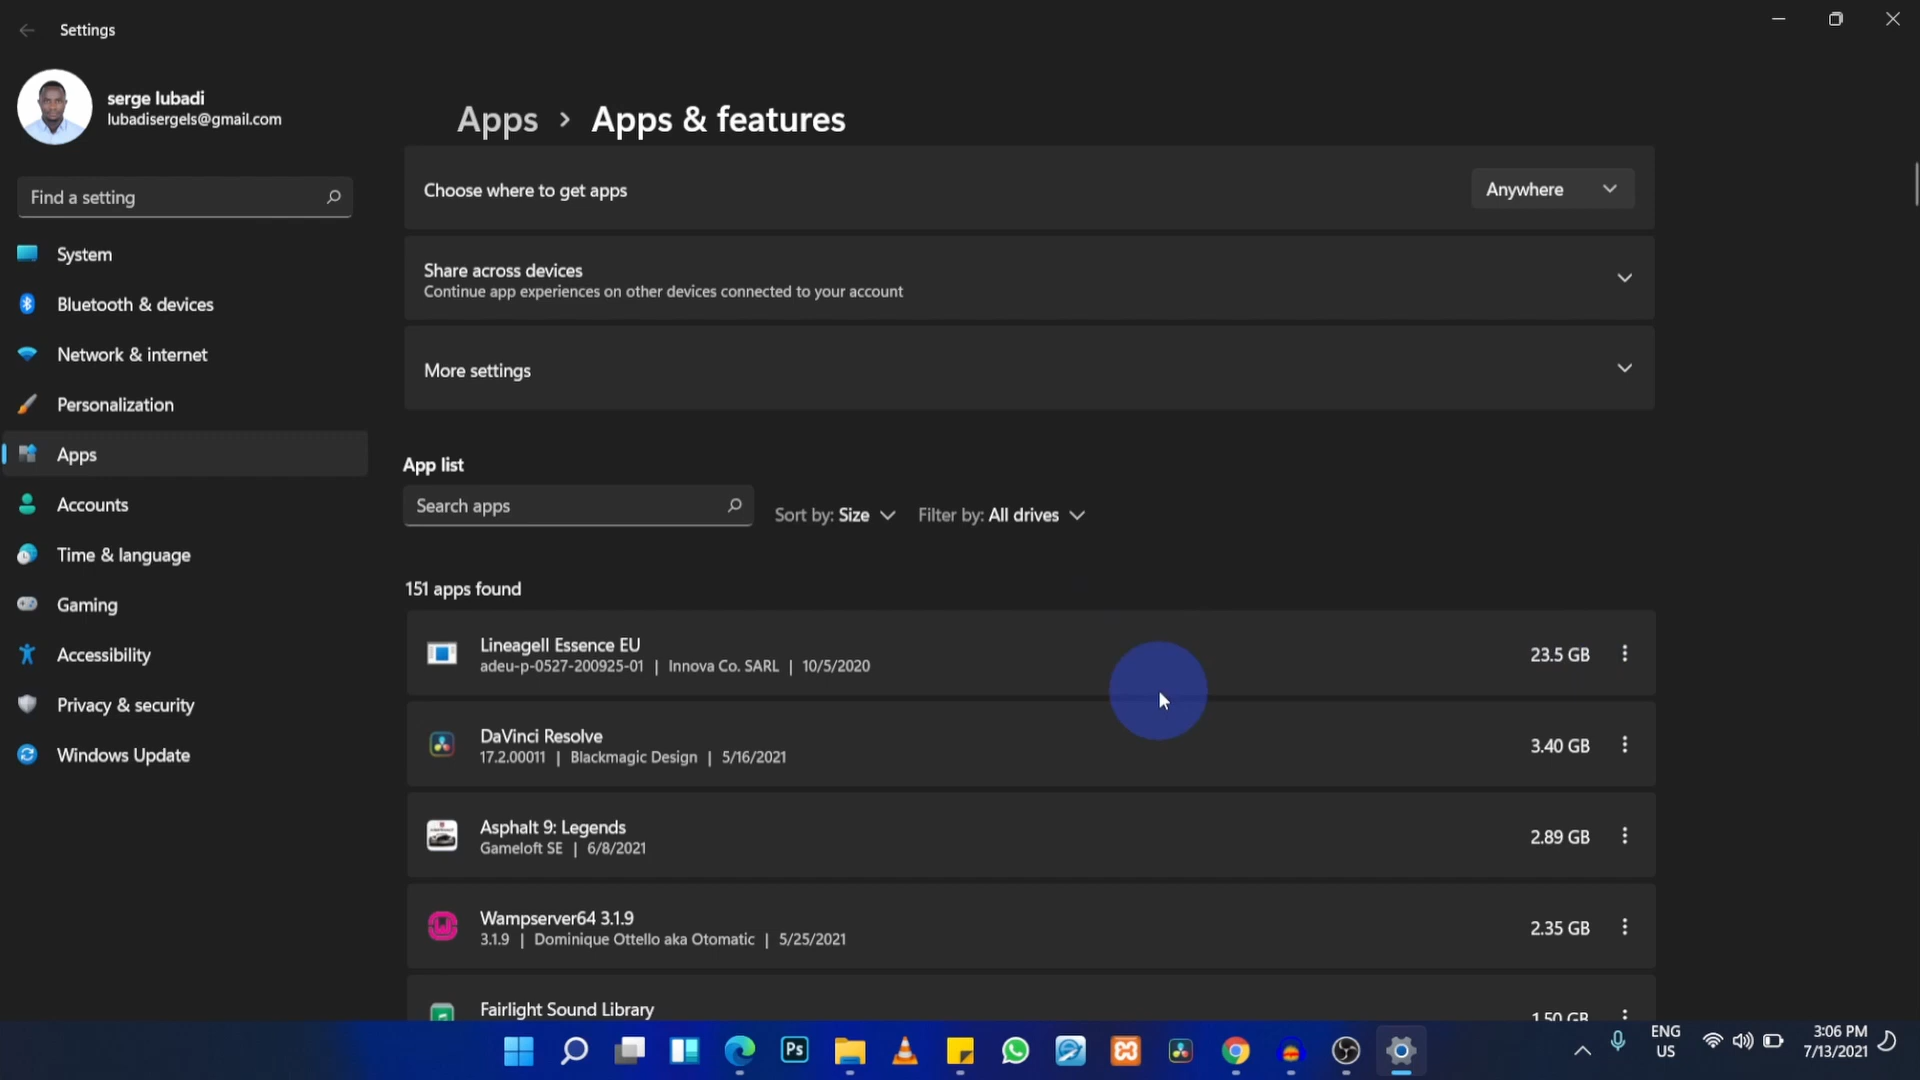 Settings
serge lubadi
lubadisergels@gmail.com
Find a setting
System
Bluetooth & devices
Network & internet
Personalization
Apps
Accounts
Time & language
Gaming
Accessibility
Privacy & security
Windows Update
Apps > Apps & features
Choose where to get apps
Anywhere
Share across devices
Continue app experiences on other devices connected to your account
More settings
App list
Search apps
Sort by: Size
Filter by: All drives
151 apps found
LineageII Essence EU
adeu-p-0527-200925-01 | Innova Co. SARL | 10/5/2020
23.5 GB
DaVinci Resolve
17.2.00011 | Blackmagic Design | 5/16/2021
3.40 GB
Asphalt 9: Legends
Gameloft SE | 6/8/2021
2.89 GB
Wampserver64 3.1.9
3.1.9 | Dominique Ottello aka Otomatic | 5/25/2021
2.35 GB
Fairlight Sound Library
1.50 GB
Ps
ENG
US
3:06 PM
7/13/2021